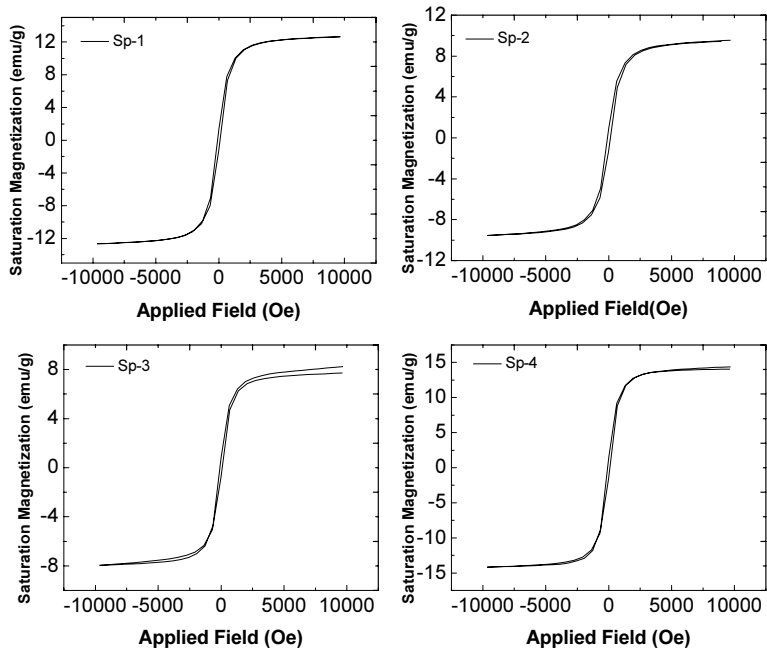 Saturation Magnetization (emu/g)
Sp-1
12
8
4
0
-4
-8
-12
-10000 -5000 0 5000 10000
Applied Field (Oe)
Saturation Magnetization (emu/g)
Sp-2
12
8
4
0
-4
-8
-12
-10000 -5000 0 5000 10000
Applied Field(Oe)
Saturation Magnetization (emu/g)
Sp-3
8
4
0
-4
-8
-10000 -5000 0 5000 10000
Applied Field (Oe)
Saturation Magnetization (emu/g)
Sp-4
15
10
5
0
-5
-10
-15
-10000 -5000 0 5000 10000
Applied Field (Oe)